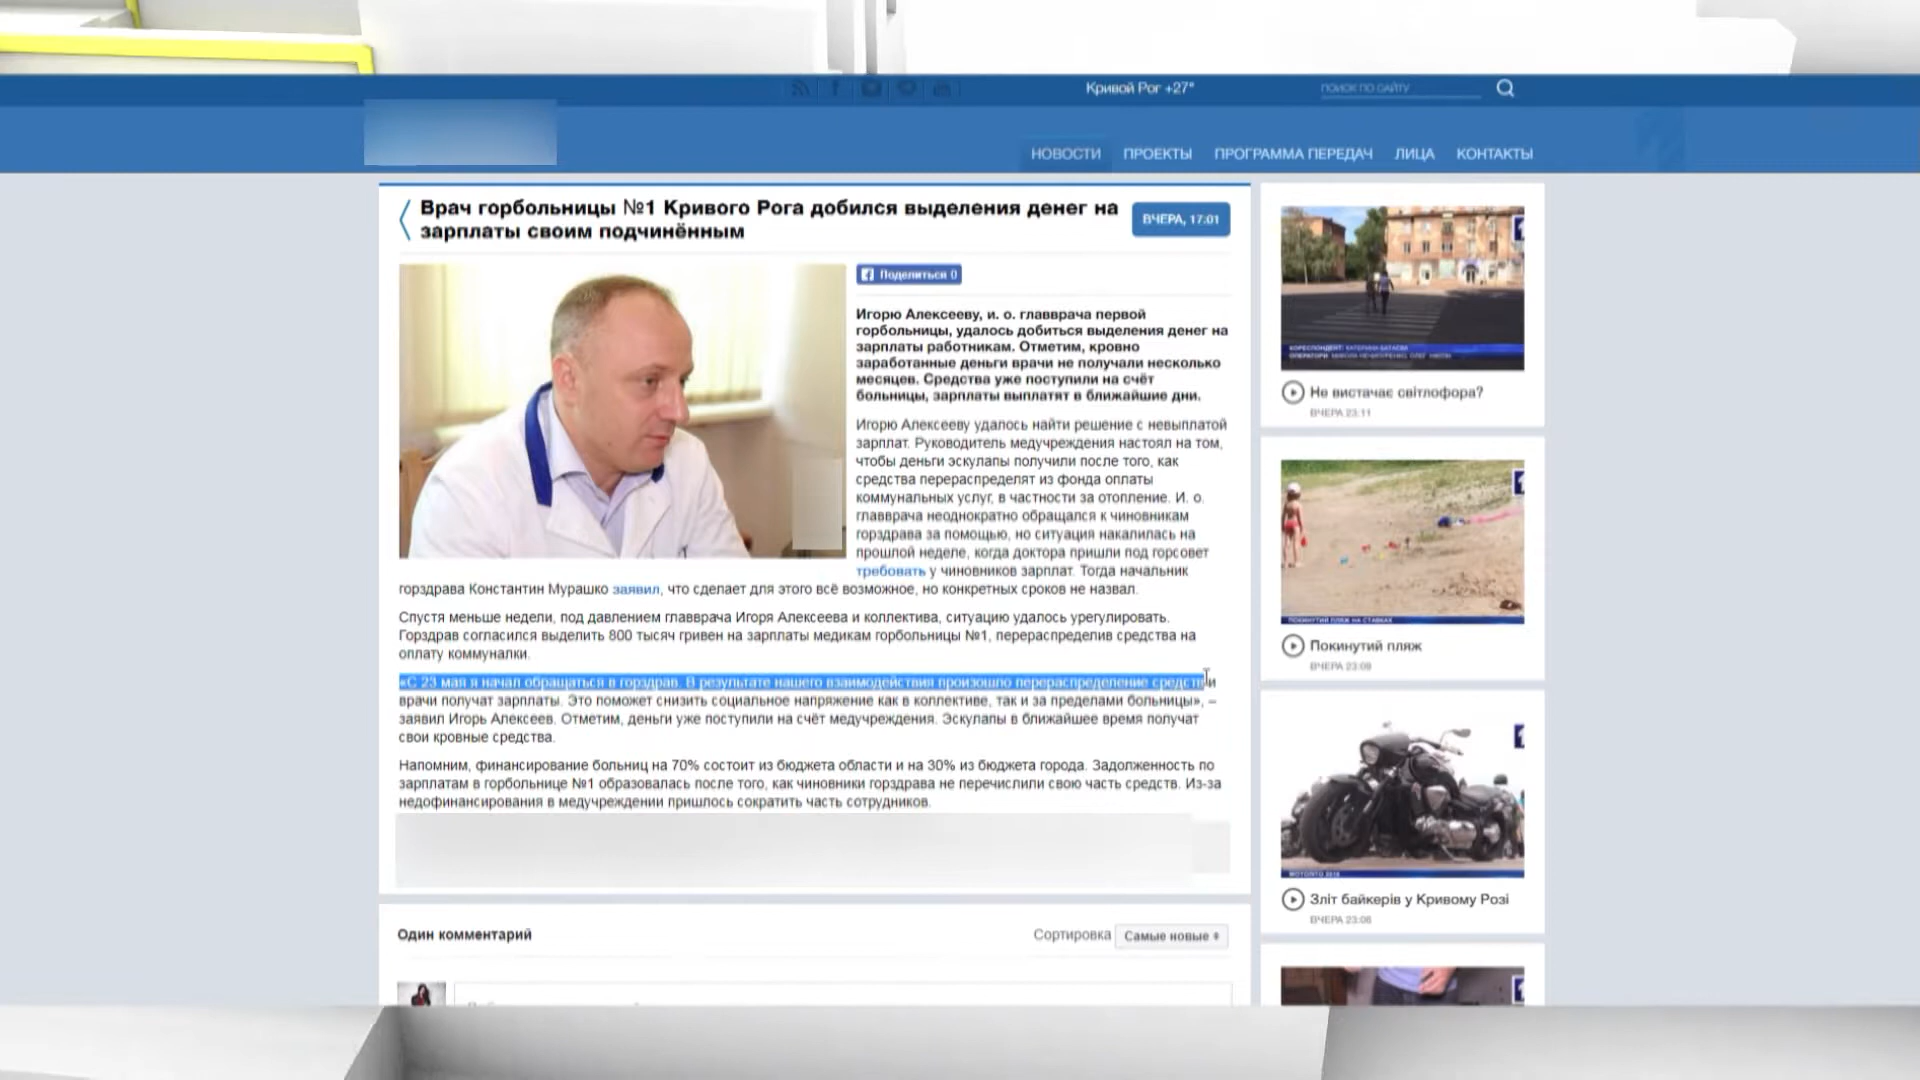 Кривой Рог +27°
ПОИСК ПО САЙТУ
НОВОСТИ ПРОЕКТЫ ПРОГРАММА ПЕРЕДАЧ ЛИЦА КОНТАКТЫ
Врач горбольницы №1 Кривого Рога добился выделения денег на
зарплаты своим подчинённым
ВЧЕРА, 17:01
Поделиться 0
Игорю Алексееву, и. о. главврача первой
горбольницы, удалось добиться выделения денег на
зарплаты работникам. Отметим, кровно
заработанные деньги врачи не получали несколько
месяцев. Средства уже поступили на счёт
больницы, зарплаты выплатят в ближайшие дни.
Игорю Алексееву удалось найти решение с невыплатой
зарплат. Руководитель медучреждения настоял на том,
чтобы деньги эскулапы получили после того, как
средства перераспределят из фонда оплаты
коммунальных услуг, в частности за отопление. И. о.
главврача неоднократно обращался к чиновникам
горздрава за помощью, но ситуация накалилась на
прошлой неделе, когда доктора пришли под горсовет
требовать у чиновников зарплат. Тогда начальник
горздрава Константин Мурашко заявил, что сделает для этого всё возможное, но конкретных сроков не назвал.
Спустя меньше недели, под давлением главврача Игоря Алексеева и коллектива, ситуацию удалось урегулировать.
Горздрав согласился выделить 800 тысяч гривен на зарплаты медикам горбольницы №1, перераспределив средства на
оплату коммуналки.
«С 23 мая я начал обращаться в горздрав. В результате нашего взаимодействия произошло перераспределение средств и
врачи получат зарплаты. Это поможет снизить социальное напряжение как в коллективе, так и за пределами больницы», –
заявил Игорь Алексеев. Отметим, деньги уже поступили на счёт медучреждения. Эскулапы в ближайшее время получат
свои кровные средства.
Напомним, финансирование больниц на 70% состоит из бюджета области и на 30% из бюджета города. Задолженность по
зарплатам в горбольнице №1 образовалась после того, как чиновники горздрава не перечислили свою часть средств. Из-за
недофинансирования в медучреждении пришлось сократить часть сотрудников.
Один комментарий
Сортировка Самые новые
Не вистачає світлофора?
ВЧЕРА 23:11
ПОКИНУТИЙ ПЛЯЖ НА СТАВКАХ
Покинутий пляж
ВЧЕРА 23:09
МОТОЛІТО 2018
Зліт байкерів у Кривому Розі
ВЧЕРА 23:06